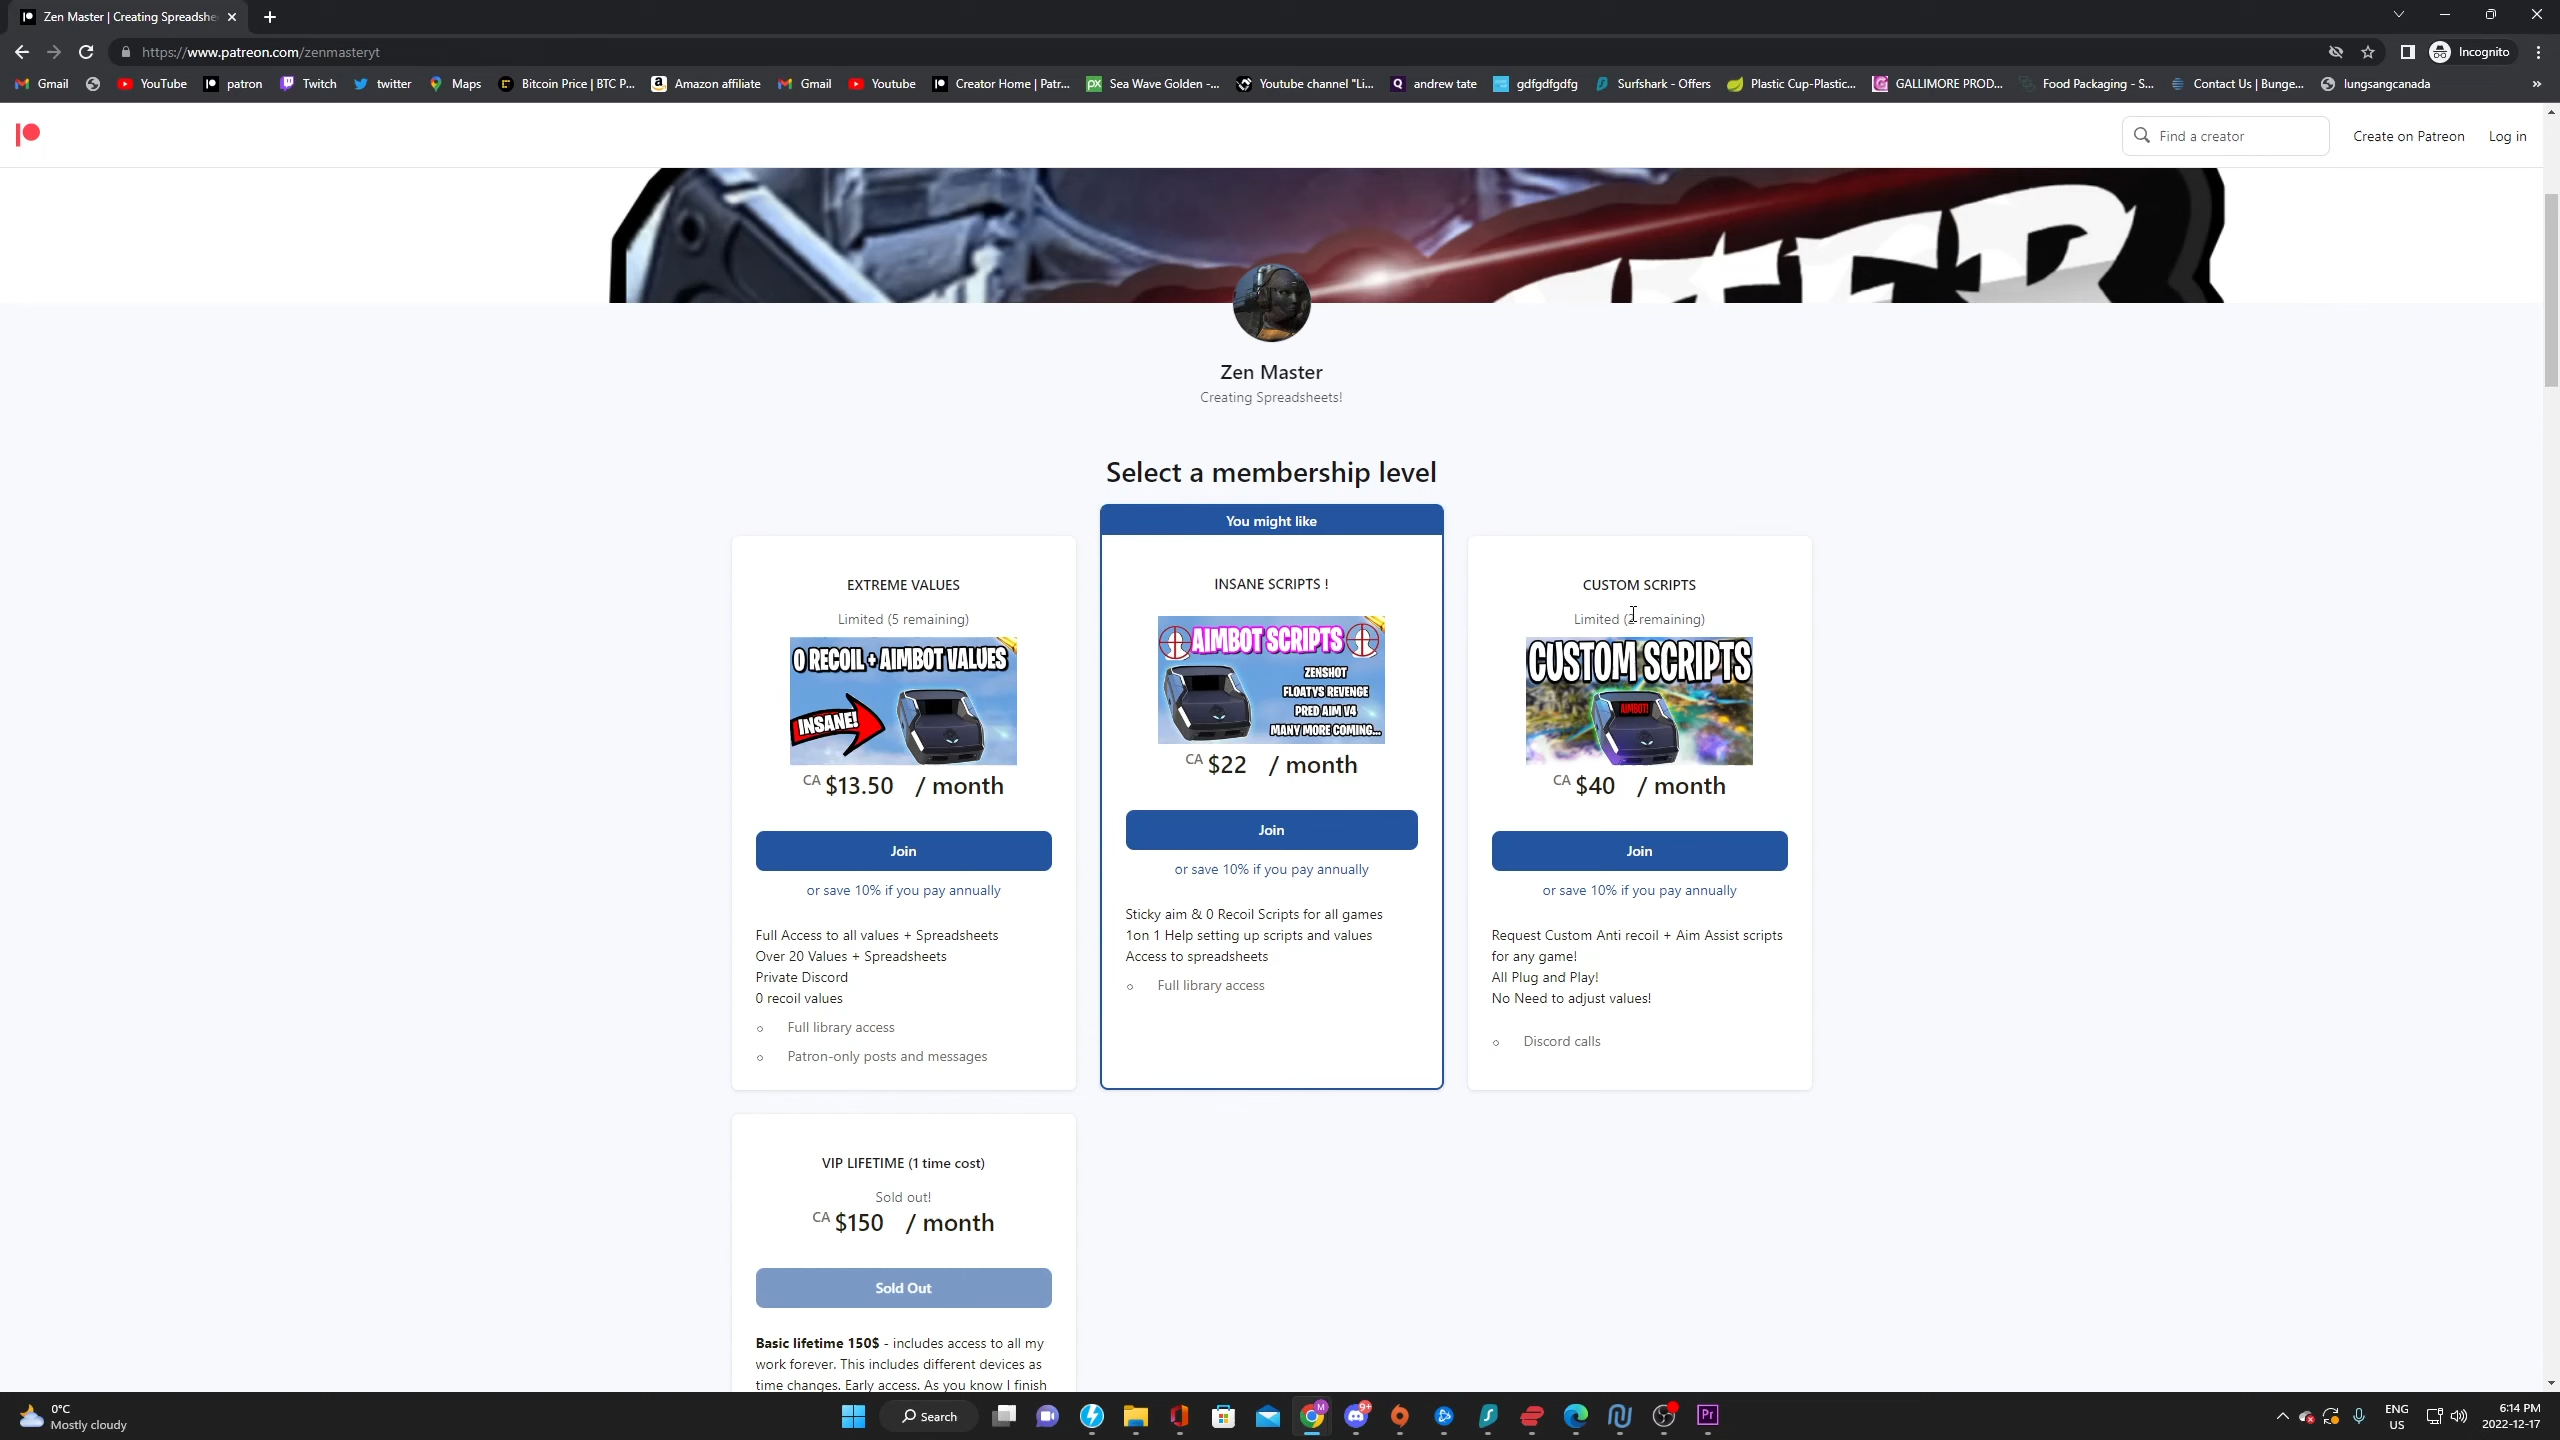 Zen Master | Creating Spreadshe
https://www.patreon.com/zenmasteryt
Incognito
Gmail
YouTube
patron
Twitch
twitter
Maps
Bitcoin Price | BTC P...
Amazon affiliate
Gmail
Youtube
Creator Home | Patr...
Sea Wave Golden -...
Youtube channel "Li...
andrew tate
gdfgdfgdfg
Surfshark - Offers
Plastic Cup-Plastic...
GALLIMORE PROD...
Food Packaging - S...
Contact Us | Bunge...
lungsangcanada
»
Find a creator
Create on Patreon
Log in
Zen Master
Creating Spreadsheets!
Select a membership level
You might like
EXTREME VALUES
Limited (5 remaining)
0 RECOIL + AIMBOT VALUES
INSANE!
CA $13.50 / month
Join
or save 10% if you pay annually
Full Access to all values + Spreadsheets
Over 20 Values + Spreadsheets
Private Discord
0 recoil values
Full library access
Patron-only posts and messages
INSANE SCRIPTS !
AIMBOT SCRIPTS
ZENSHOT
FLOATYS REVENGE
PRED AIM V4
MANY MORE COMING...
CA $22 / month
Join
or save 10% if you pay annually
Sticky aim & 0 Recoil Scripts for all games
1on 1 Help setting up scripts and values
Access to spreadsheets
Full library access
CUSTOM SCRIPTS
Limited (2 remaining)
CUSTOM SCRIPTS
AIMBOT!
CA $40 / month
Join
or save 10% if you pay annually
Request Custom Anti recoil + Aim Assist scripts
for any game!
All Plug and Play!
No Need to adjust values!
Discord calls
VIP LIFETIME (1 time cost)
Sold out!
CA $150 / month
Sold Out
Basic lifetime 150$ - includes access to all my
work forever. This includes different devices as
time changes. Early access. As you know I finish
0°C
Mostly cloudy
Search
M
9+
Pr
ENG
US
6:14 PM
2022-12-17